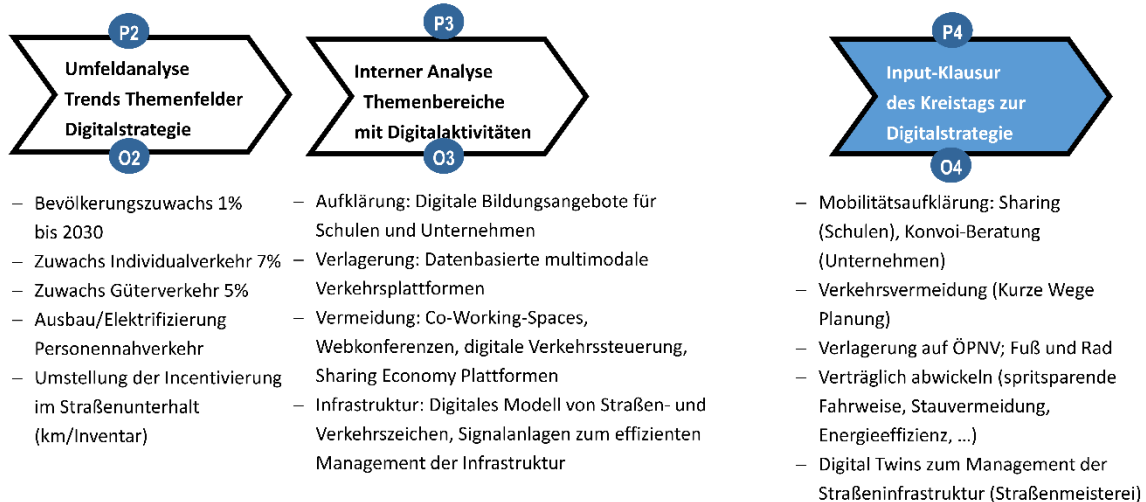 P2
Umfeldanalyse
Trends Themenfelder
Digitalstrategie
O2
– Bevölkerungszuwachs 1%
bis 2030
– Zuwachs Individualverkehr 7%
– Zuwachs Güterverkehr 5%
– Ausbau/Elektrifizierung
Personennahverkehr
– Umstellung der Incentivierung
im Straßenunterhalt
(km/Inventar)
P3
Interner Analyse
Themenbereiche
mit Digitalaktivitäten
O3
– Aufklärung: Digitale Bildungsangebote für
Schulen und Unternehmen
– Verlagerung: Datenbasierte multimodale
Verkehrsplattformen
– Vermeidung: Co-Working-Spaces,
Webkonferenzen, digitale Verkehrssteuerung,
Sharing Economy Plattformen
– Infrastruktur: Digitales Modell von Straßen- und
Verkehrszeichen, Signalanlagen zum effizienten
Management der Infrastruktur
P4
Input-Klausur
des Kreistags zur
Digitalstrategie
O4
– Mobilitätsaufklärung: Sharing
(Schulen), Konvoi-Beratung
(Unternehmen)
– Verkehrsvermeidung (Kurze Wege
Planung)
– Verlagerung auf ÖPNV; Fuß und Rad
– Verträglich abwickeln (spritsparende
Fahrweise, Stauvermeidung,
Energieeffizienz, ...)
– Digital Twins zum Management der
Straßeninfrastruktur (Straßenmeisterei)